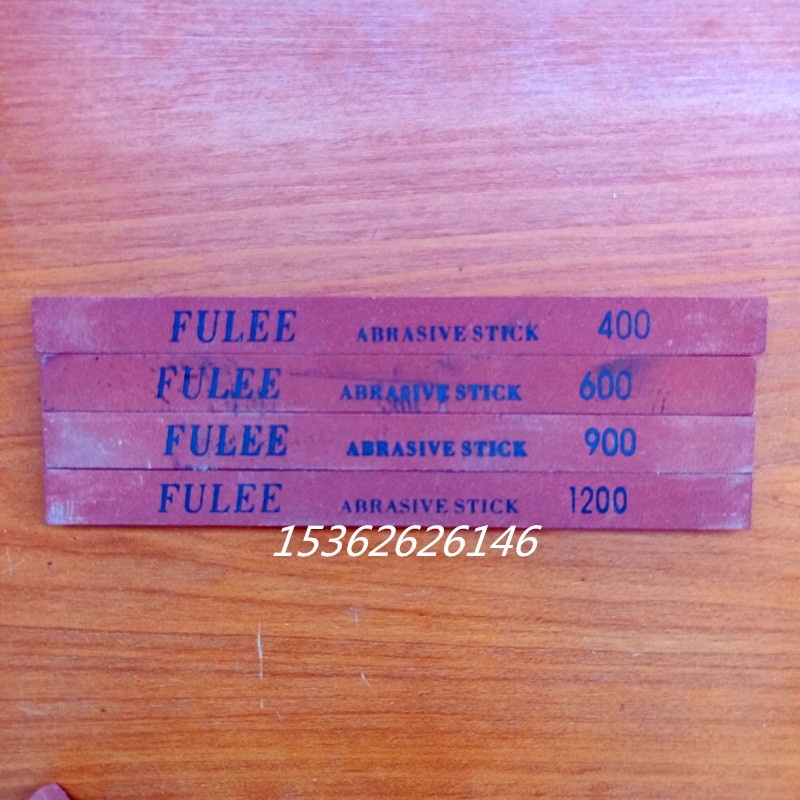 FULEE ABRASIVE STICK 400
FULEE ABRASIVE STICK 600
FULEE ABRASIVE STICK 900
FULEE ABRASIVE STICK 1200
15362626146